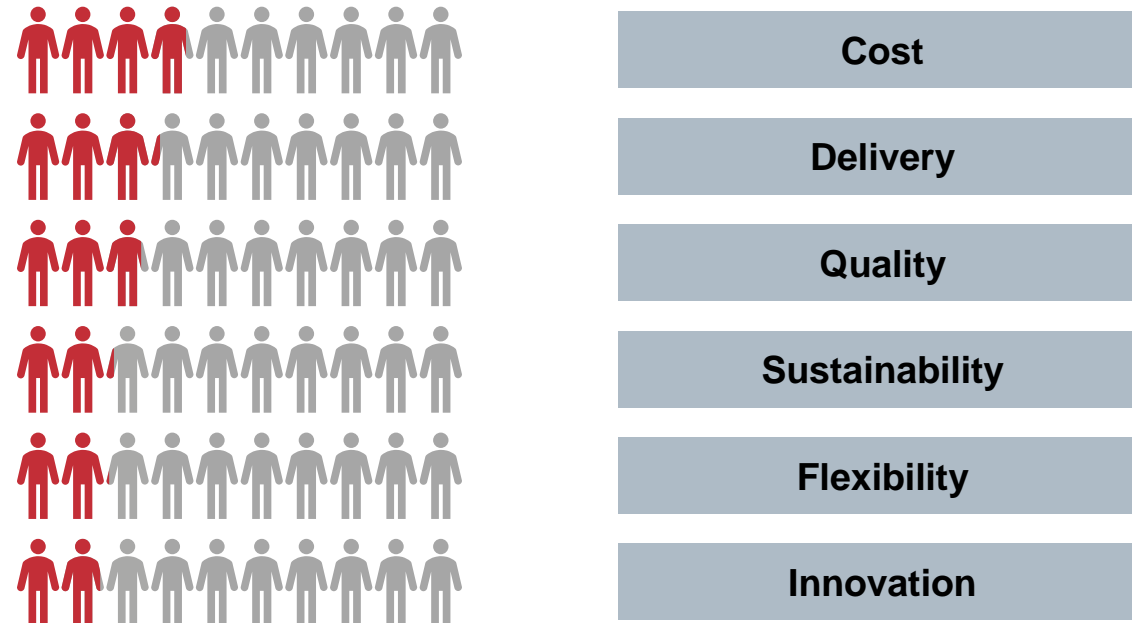 Cost
Delivery
Quality
Sustainability
Flexibility
Innovation